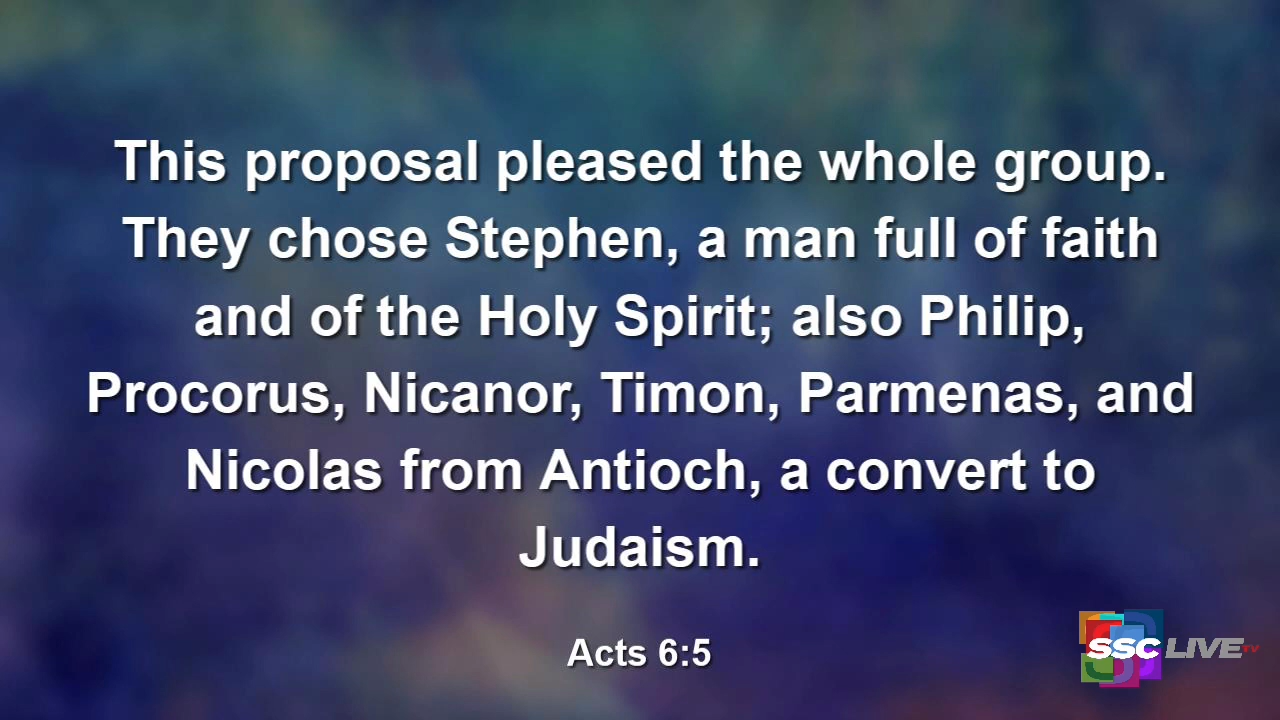 This proposal pleased the whole group.
They chose Stephen, a man full of faith
and of the Holy Spirit; also Philip,
Procorus, Nicanor, Timon, Parmenas, and
Nicolas from Antioch, a convert to
Judaism.
Acts 6:5
SSC LIVE TV